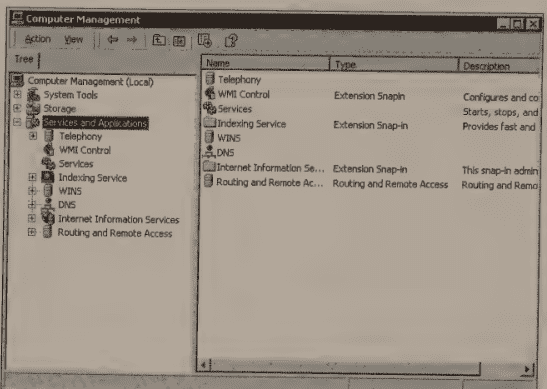 Computer Management
Action View
Tree
Computer Management (Local)
System Tools
Storage
Services and Applications
Telephony
WMI Control
Services
Indexing Service
WINS
DNS
Internet Information Services
Routing and Remote Access
Name Type Description
Telephony
WMI Control Extension Snapin Configures and co
Services Starts, stops, and
Indexing Service Extension Snap-in Provides fast and
WINS
DNS
Internet Information Se... Extension Snap-in This snap-in admin
Routing and Remote Ac... Routing and Remote Access Routing and Remo